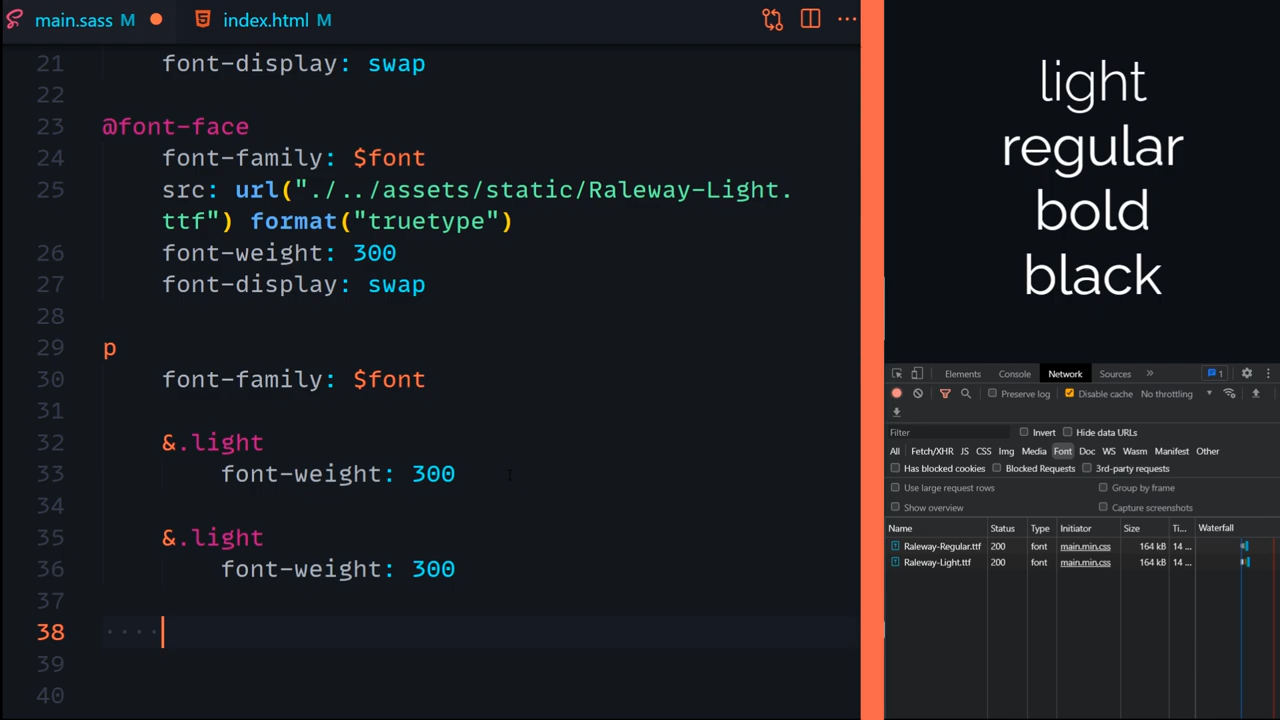 main.sass M index.html M
21 font-display: swap
22
23 @font-face
24 font-family: $font
25 src: url("./../assets/static/Raleway-Light.
ttf") format("truetype")
26 font-weight: 300
27 font-display: swap
28
29 p
30 font-family: $font
31
32 &.light
33 font-weight: 300
34
35 &.light
36 font-weight: 300
37
38
39
40
light
regular
bold
black
Elements Console Network Sources » 1
Preserve log Disable cache No throttling
Filter Invert Hide data URLs
All Fetch/XHR JS CSS Img Media Font Doc WS Wasm Manifest Other
Has blocked cookies Blocked Requests 3rd-party requests
Use large request rows Group by frame
Show overview Capture screenshots
Name Status Type Initiator Size Ti... Waterfall
Raleway-Regular.ttf 200 font main.min.css 164 kB 14 ...
Raleway-Light.ttf 200 font main.min.css 164 kB 14 ...